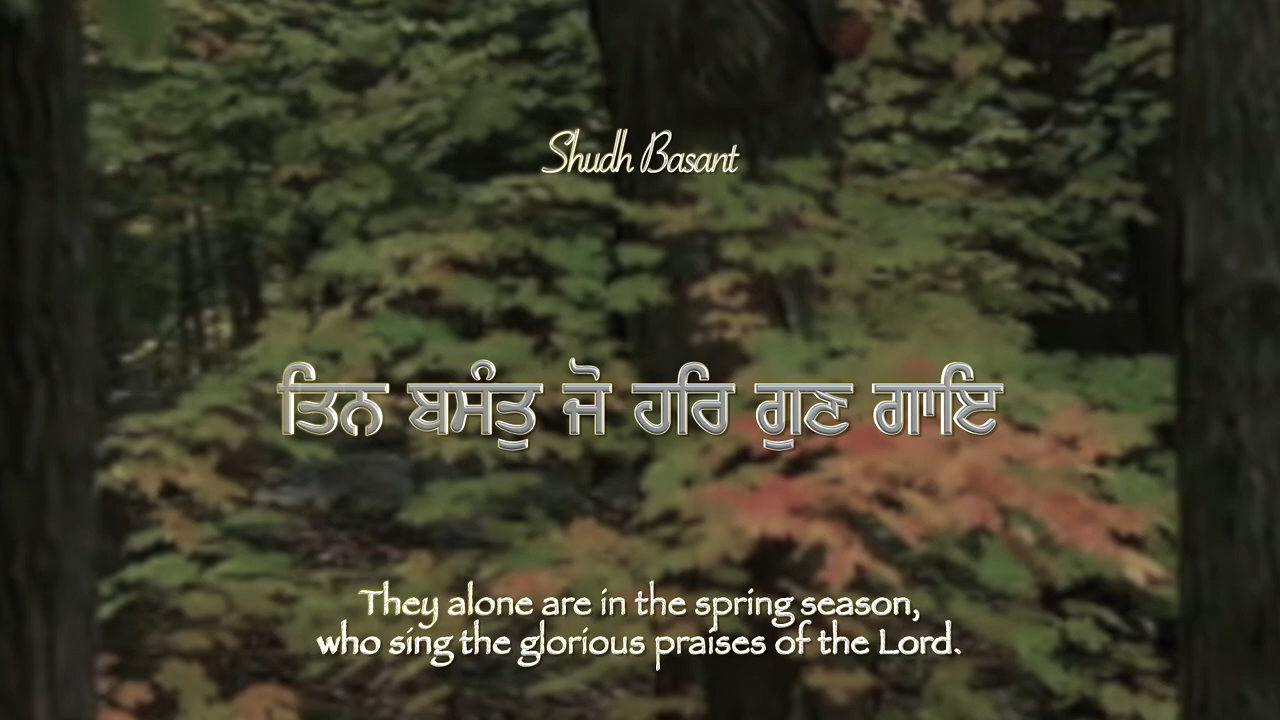 Shudh Basant
ਤਿਨ ਬਸੰਤੁ ਜੋ ਹਰਿ ਗੁਣ ਗਾਇ
They alone are in the spring season,
who sing the glorious praises of the Lord.